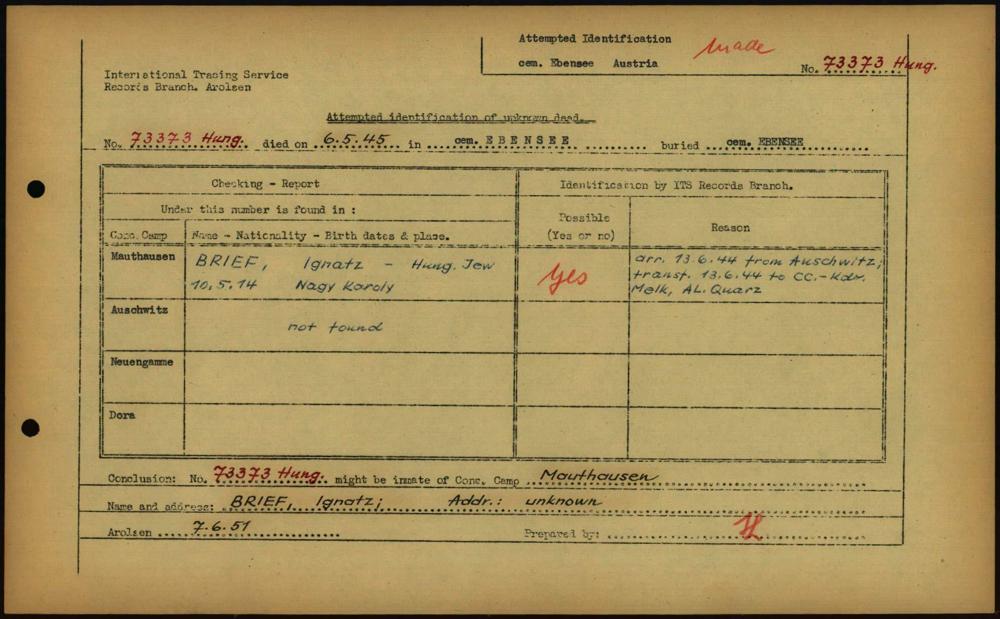 Attempted Identification
cem. Ebensee Austria
made
No. 73373 Hung.
International Tracing Service
Records Branch. Arolsen
Attempted identification of unknown dead.
No. 73373 Hung. died on 6.5.45 in cem. EBENSEE buried cem. EBENSEE
Checking - Report
Identification by ITS Records Branch.
Under this number is found in :
Possible
(Yes or no)
Reason
Conc. Camp
Name - Nationality - Birth dates & place.
Mauthausen
BRIEF, Ignatz - Hung. Jew
10.5.14 Nagy Karoly
Yes
arr. 13.6.44 from Auschwitz;
transf. 13.6.44 to CC.-Kdr.
Melk, AL. Quarz
Auschwitz
not found
Neuengamme
Dora
Conclusion: No. 73373 Hung. might be inmate of Conc. Camp Mauthausen
Name and address: BRIEF, Ignatz; Addr.: unknown
Arolsen 7.6.51
Prepared by: H